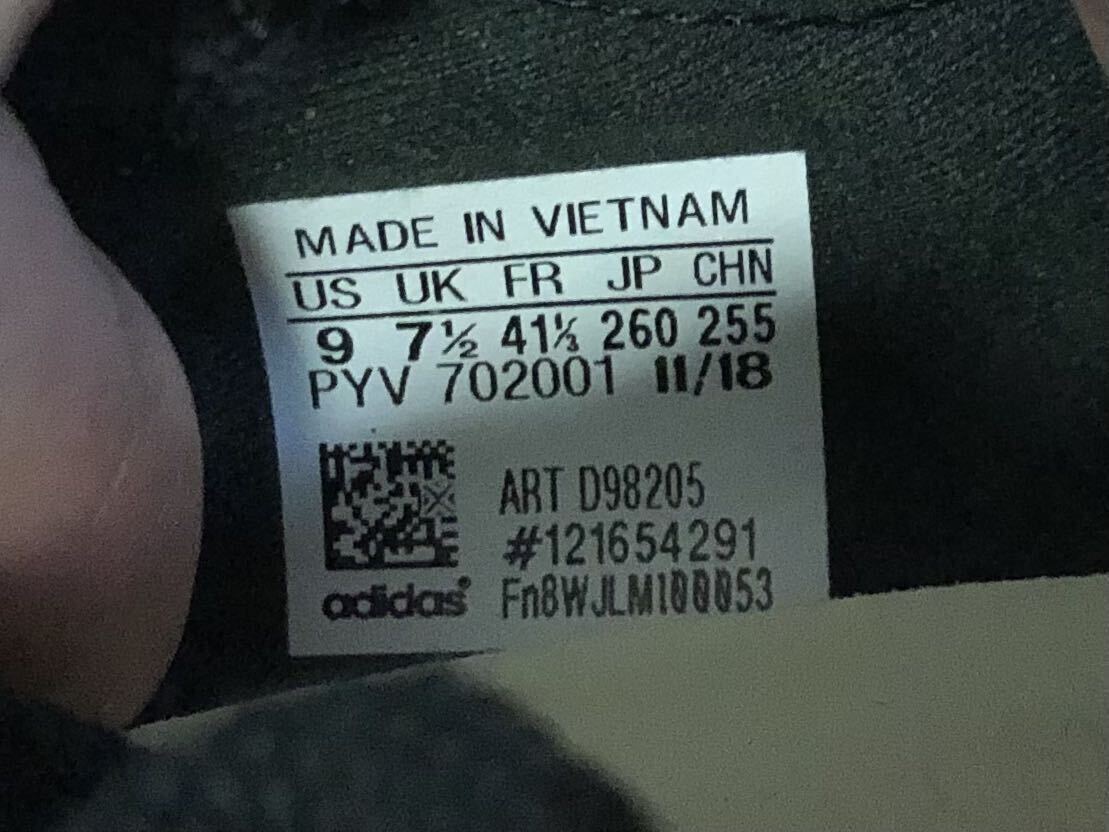 MADE IN VIETNAM
US UK FR JP CHN
9 7½ 41⅓ 260 255
PYV 702001 11/18
ART D98205
#121654291
adidas® Fn8WJLM100053